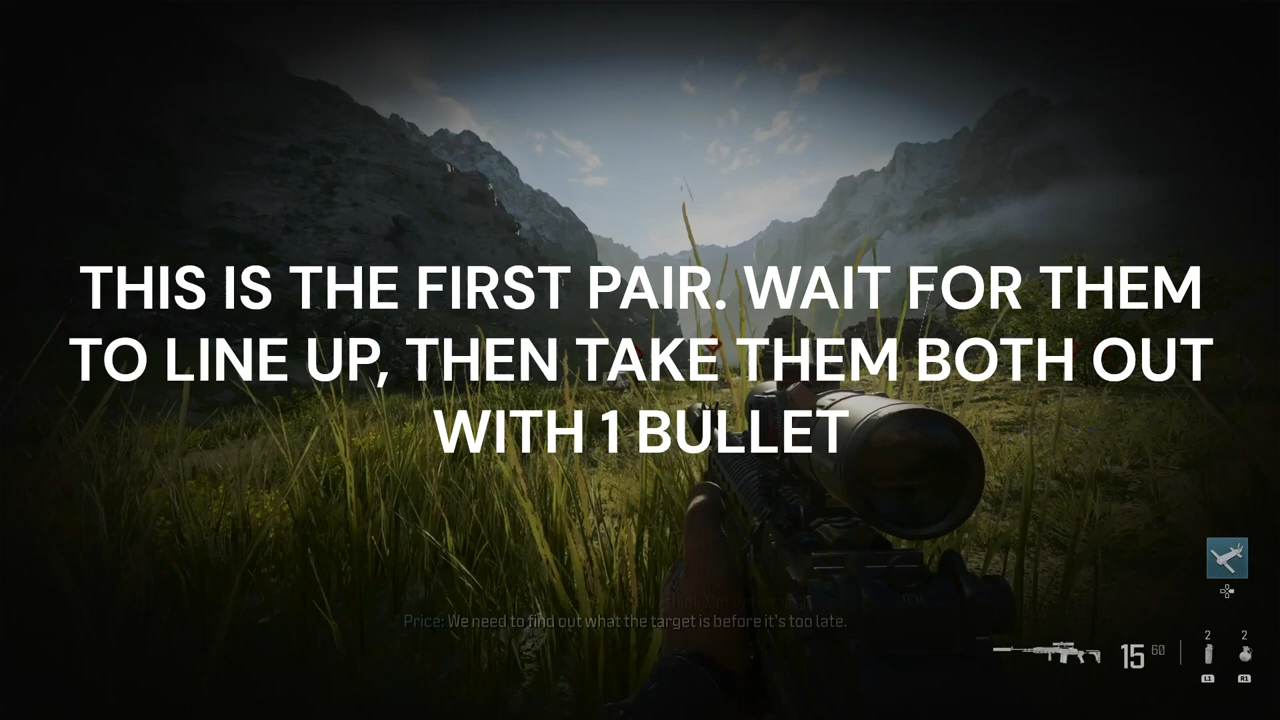 THIS IS THE FIRST PAIR. WAIT FOR THEM
TO LINE UP, THEN TAKE THEM BOTH OUT
WITH 1 BULLET
Price: We need to find out what the target is before it's too late.
2 2
15 60
L1 R1